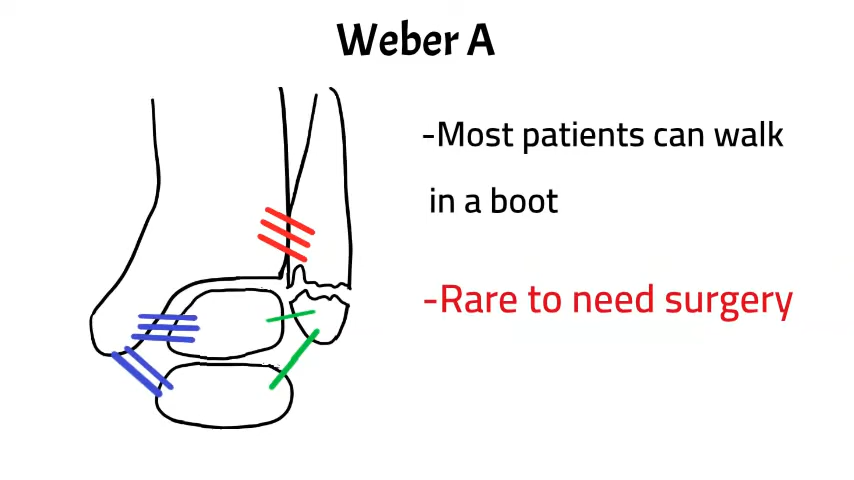 Weber A
-Most patients can walk
in a boot
-Rare to need surgery